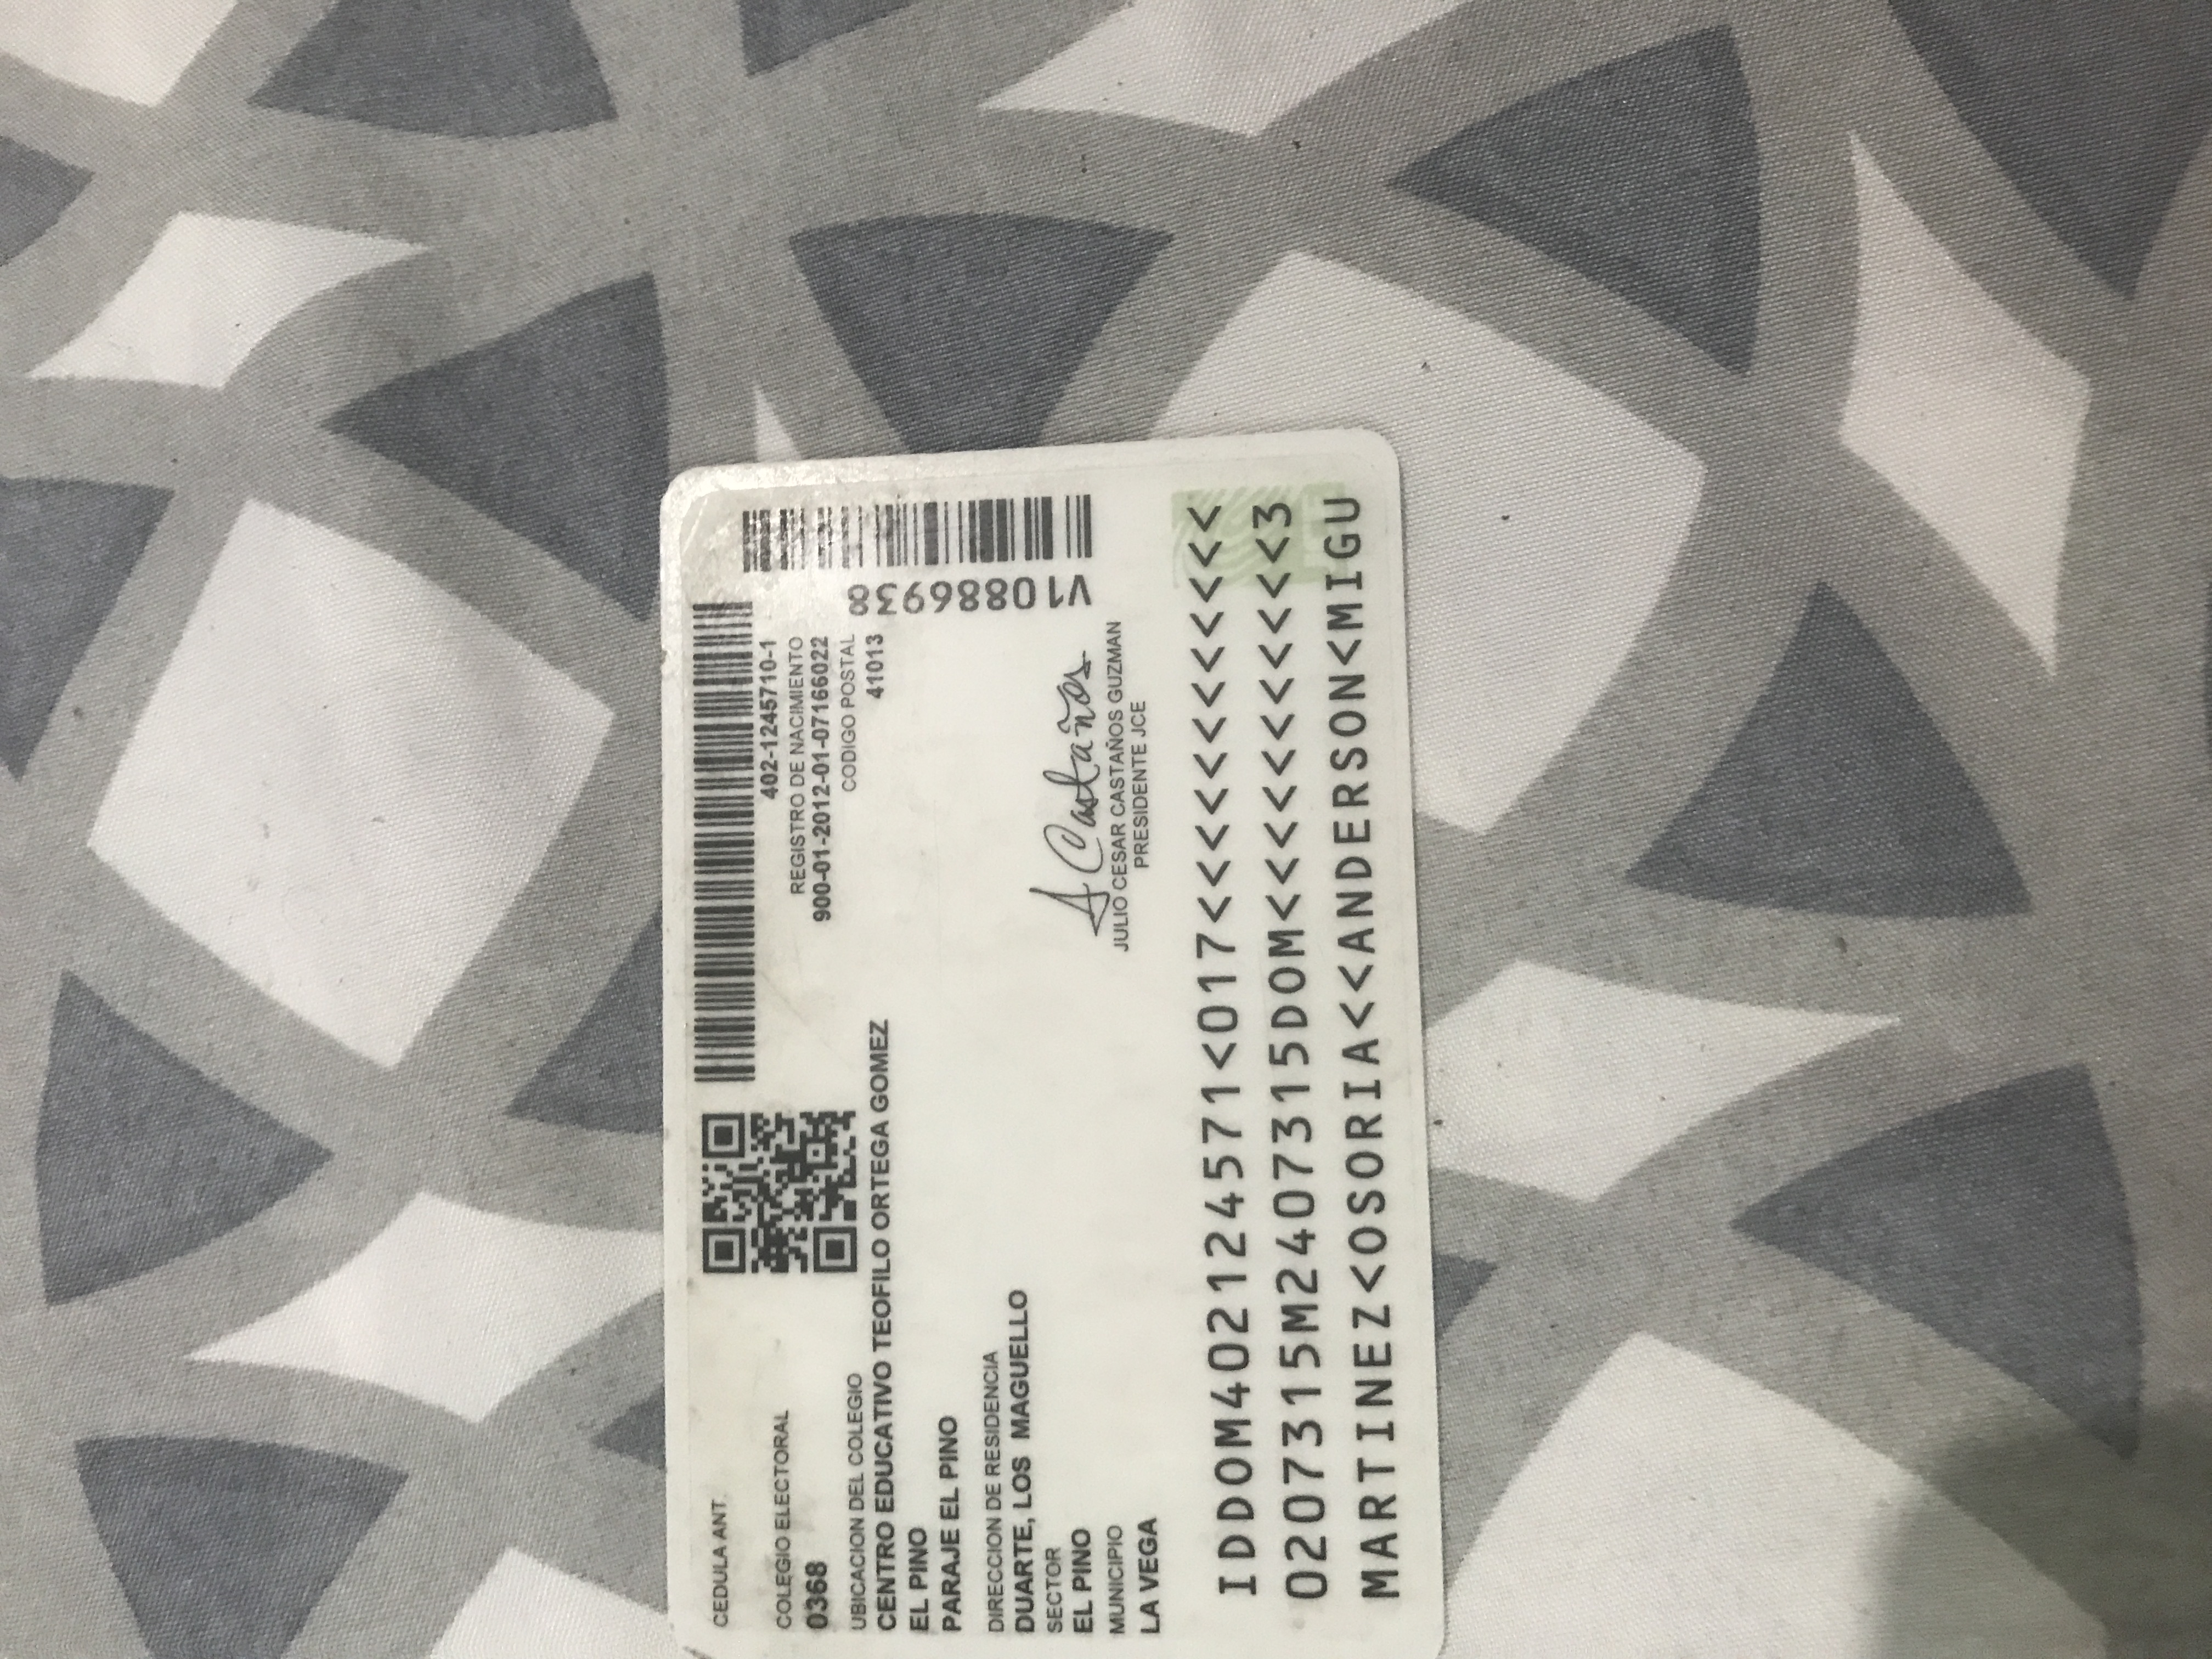 CEDULA ANT.
COLEGIO ELECTORAL
0368
UBICACION DEL COLEGIO
CENTRO EDUCATIVO TEOFILO ORTEGA GOMEZ
EL PINO
PARAJE EL PINO
DIRECCION DE RESIDENCIA
DUARTE, LOS MAGUELLO
SECTOR
EL PINO
MUNICIPIO
LA VEGA
402-1245710-1
REGISTRO DE NACIMIENTO
900-01-2012-01-07166022
CODIGO POSTAL
41013
V10886938
A Castaños
JULIO CESAR CASTAÑOS GUZMAN
PRESIDENTE JCE
IDDOM402124571<017<<<<<<<<<<<<
0207315M2407315DOM<<<<<<<<<<<3
MARTINEZ<OSORIA<<ANDERSON<MIGU